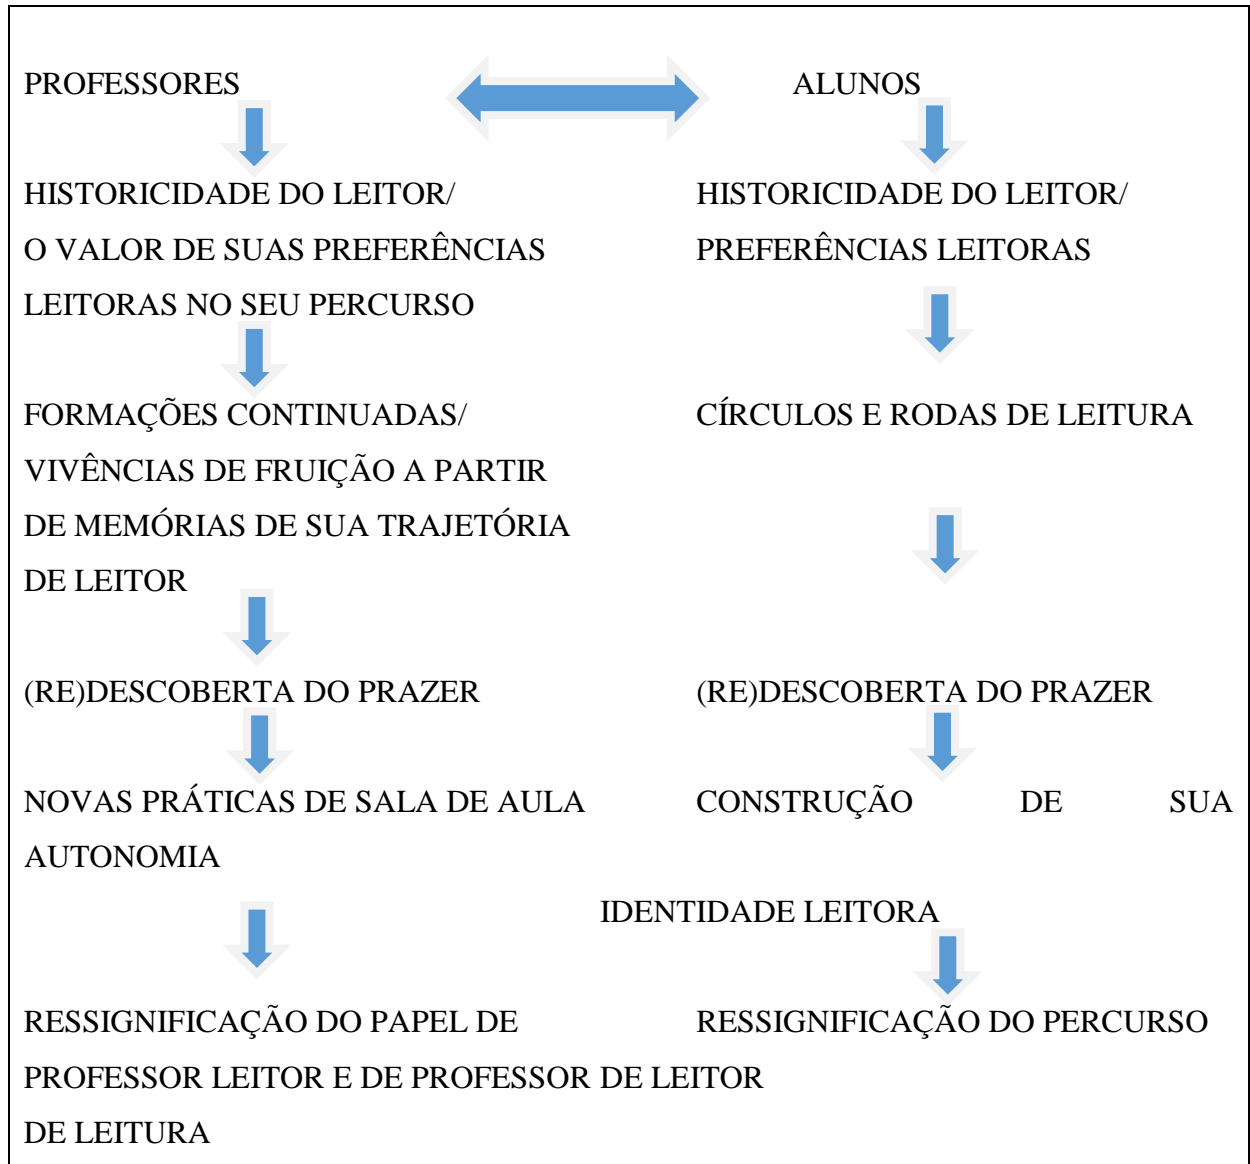 PROFESSORES ALUNOS
HISTORICIDADE DO LEITOR/ HISTORICIDADE DO LEITOR/
O VALOR DE SUAS PREFERÊNCIAS PREFERÊNCIAS LEITORAS
LEITORAS NO SEU PERCURSO
FORMAÇÕES CONTINUADAS/ CÍRCULOS E RODAS DE LEITURA
VIVÊNCIAS DE FRUIÇÃO A PARTIR
DE MEMÓRIAS DE SUA TRAJETÓRIA
DE LEITOR
(RE)DESCOBERTA DO PRAZER (RE)DESCOBERTA DO PRAZER
NOVAS PRÁTICAS DE SALA DE AULA CONSTRUÇÃO DE SUA
AUTONOMIA
IDENTIDADE LEITORA
RESSIGNIFICAÇÃO DO PAPEL DE RESSIGNIFICAÇÃO DO PERCURSO
PROFESSOR LEITOR E DE PROFESSOR DE LEITOR
DE LEITURA